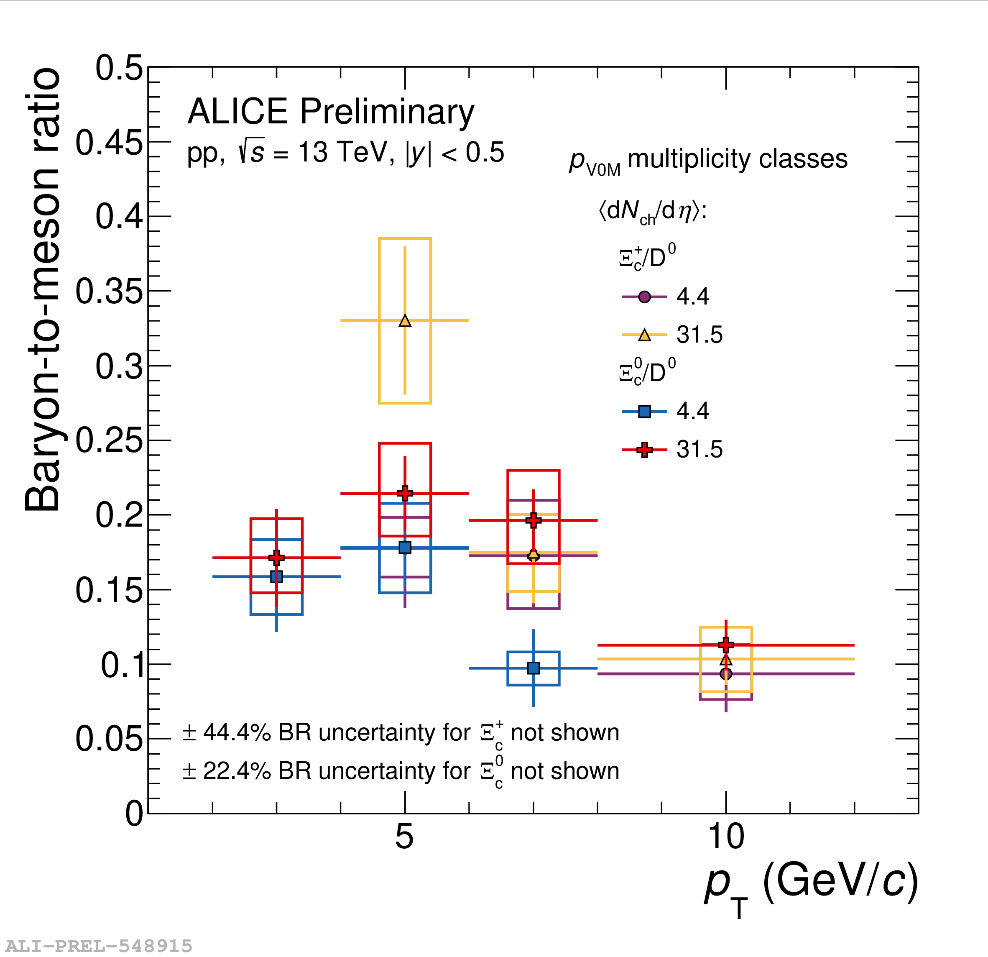 Baryon-to-meson ratio
0.5
0.45
0.4
0.35
0.3
0.25
0.2
0.15
0.1
0.05
0
ALICE Preliminary
pp, √s = 13 TeV, |y| < 0.5
pV0M multiplicity classes
⟨dNch/dη⟩:
Ξc+/D0
4.4
31.5
Ξc0/D0
4.4
31.5
± 44.4% BR uncertainty for Ξc+ not shown
± 22.4% BR uncertainty for Ξc0 not shown
5
10
pT (GeV/c)
ALI-PREL-548915